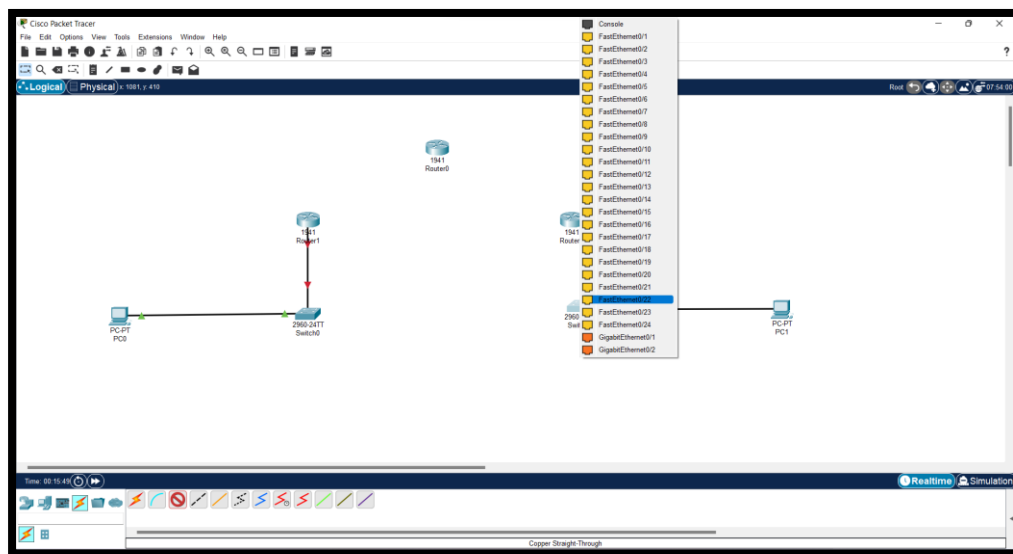 Cisco Packet Tracer
File Edit Options View Tools Extensions Window Help
?
Logical Physical x: 1081, y: 410
Root 07:54:00
Console
FastEthernet0/1
FastEthernet0/2
FastEthernet0/3
FastEthernet0/4
FastEthernet0/5
FastEthernet0/6
FastEthernet0/7
FastEthernet0/8
FastEthernet0/9
FastEthernet0/10
FastEthernet0/11
FastEthernet0/12
FastEthernet0/13
FastEthernet0/14
FastEthernet0/15
FastEthernet0/16
FastEthernet0/17
FastEthernet0/18
FastEthernet0/19
FastEthernet0/20
FastEthernet0/21
FastEthernet0/22
FastEthernet0/23
FastEthernet0/24
GigabitEthernet0/1
GigabitEthernet0/2
1941
Router0
1941
Router1
1941
Router
PC-PT
PC0
2960-24TT
Switch0
2960
Swit
PC-PT
PC1
Time: 00:15:49
Realtime Simulation
Copper Straight-Through